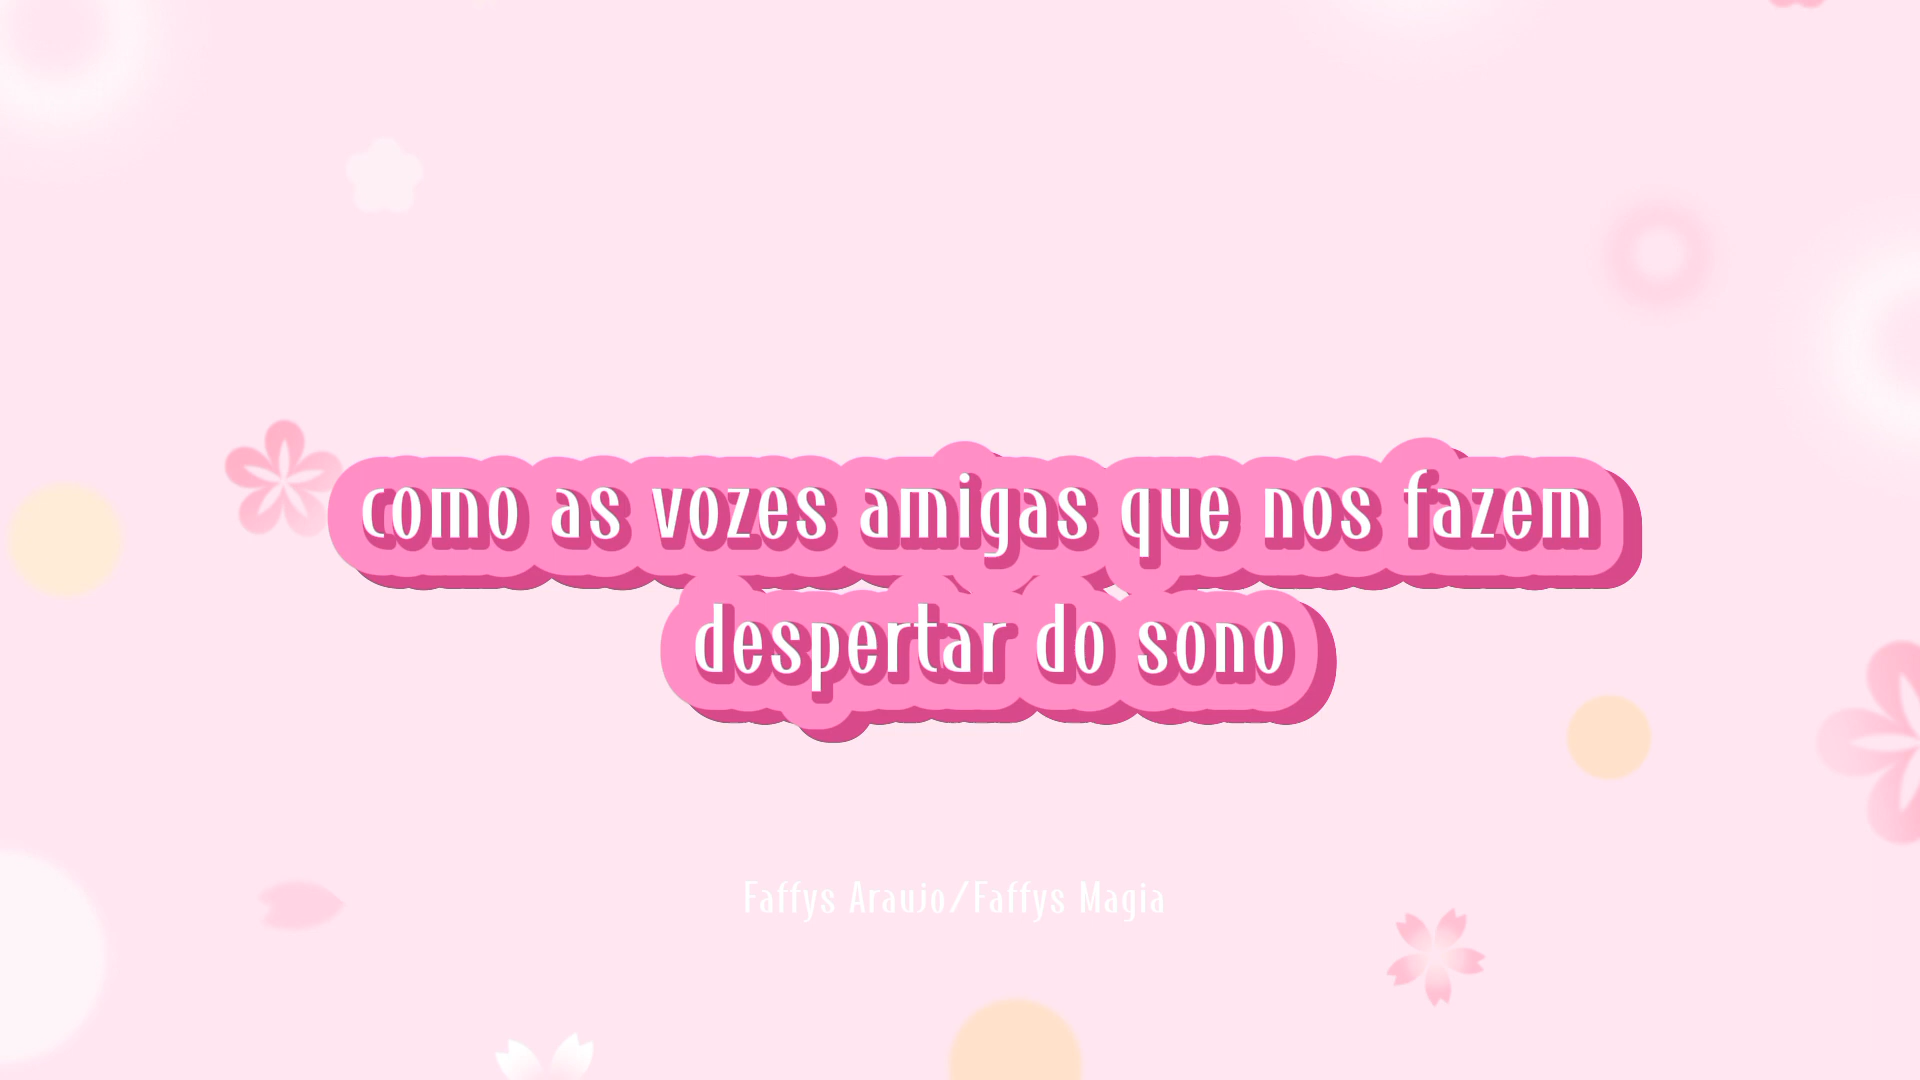 como as vozes amigas que nos fazem
despertar do sono
Faffys Araujo/Faffys Magia